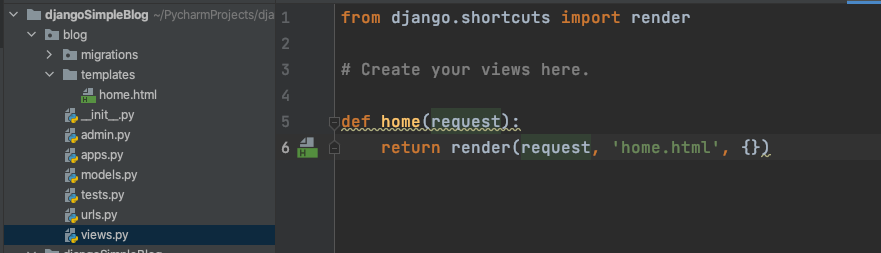 djangoSimpleBlog ~/PycharmProjects/dja
blog
migrations
templates
home.html
__init__.py
admin.py
apps.py
models.py
tests.py
urls.py
views.py
djangoSimpleBlog
1 from django.shortcuts import render
2
3 # Create your views here.
4
5 def home(request):
6 return render(request, 'home.html', {})